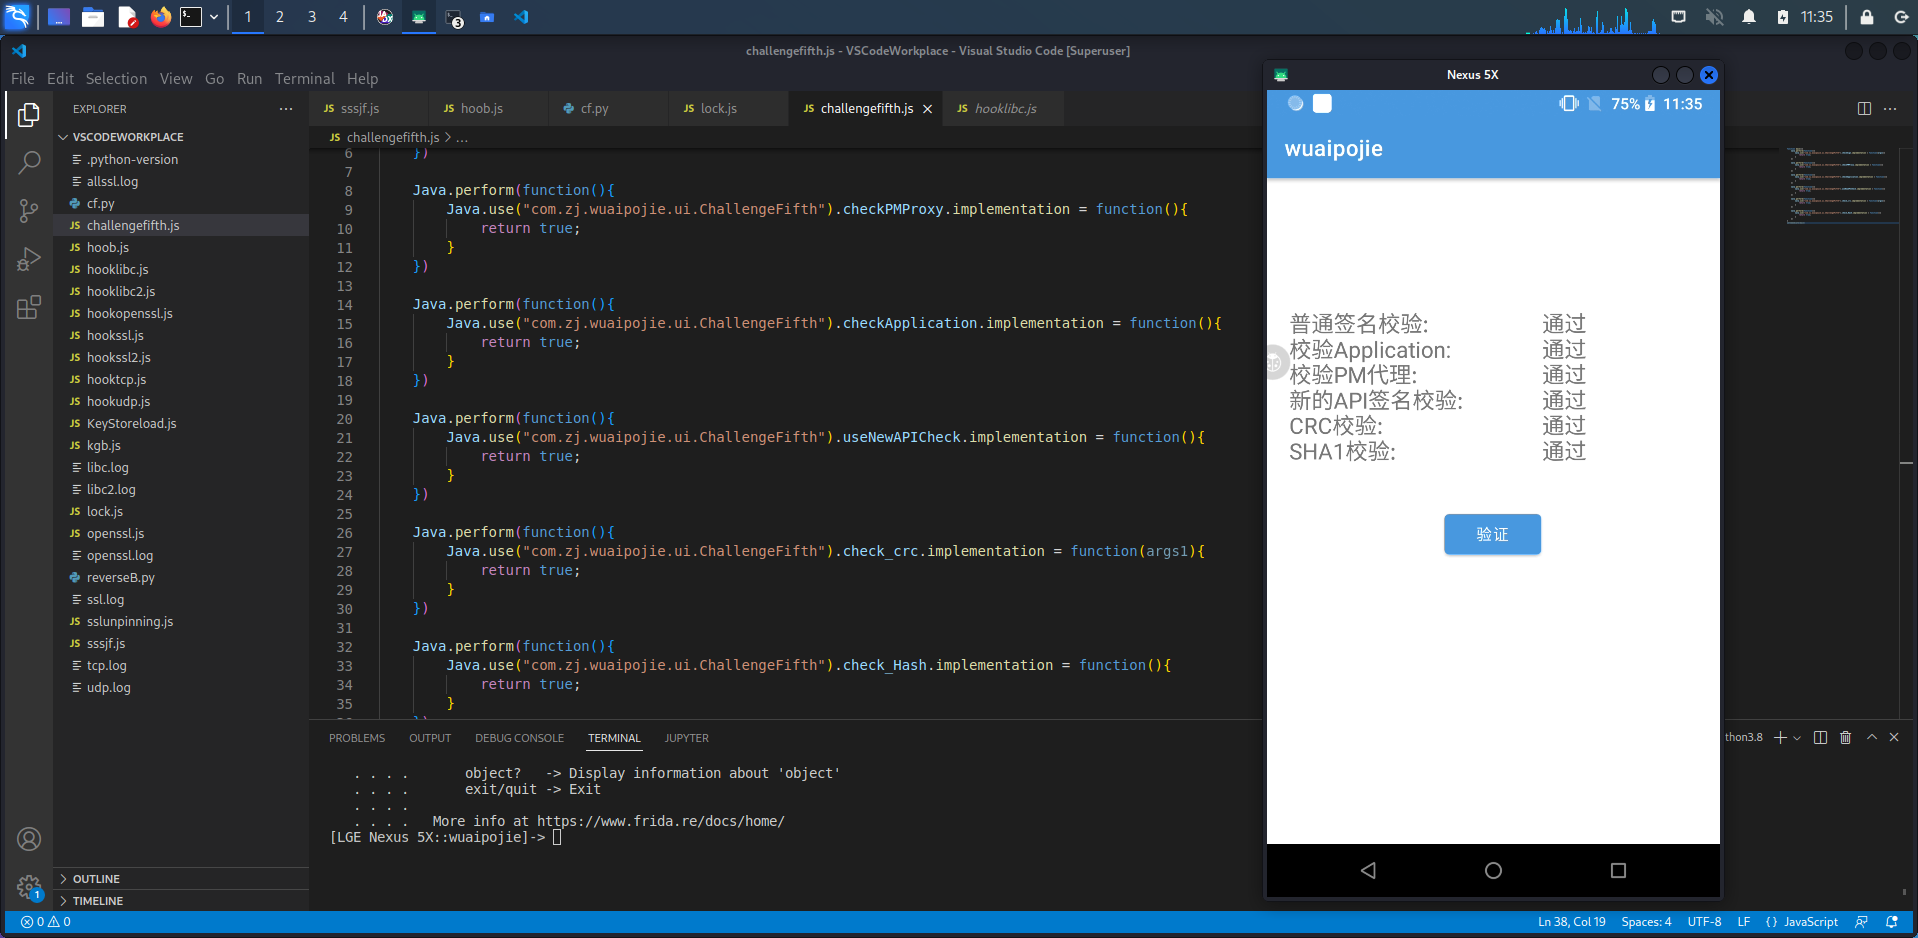 1 2 3 4 3 11:35
challengefifth.js - VSCodeWorkplace - Visual Studio Code [Superuser]
File Edit Selection View Go Run Terminal Help
EXPLORER ...
VSCODEWORKPLACE
.python-version
allssl.log
cf.py
challengefifth.js
hoob.js
hooklibc.js
hooklibc2.js
hookopenssl.js
hookssl.js
hookssl2.js
hooktcp.js
hookudp.js
KeyStoreload.js
kgb.js
libc.log
libc2.log
lock.js
openssl.js
openssl.log
reverseB.py
ssl.log
sslunpinning.js
sssjf.js
tcp.log
udp.log
OUTLINE
TIMELINE
JS sssjf.js JS hoob.js cf.py JS lock.js JS challengefifth.js JS hooklibc.js
JS challengefifth.js > ...
6 })
7
8 Java.perform(function(){
9 Java.use("com.zj.wuaipojie.ui.ChallengeFifth").checkPMProxy.implementation = function(){
10 return true;
11 }
12 })
13
14 Java.perform(function(){
15 Java.use("com.zj.wuaipojie.ui.ChallengeFifth").checkApplication.implementation = function(){
16 return true;
17 }
18 })
19
20 Java.perform(function(){
21 Java.use("com.zj.wuaipojie.ui.ChallengeFifth").useNewAPICheck.implementation = function(){
22 return true;
23 }
24 })
25
26 Java.perform(function(){
27 Java.use("com.zj.wuaipojie.ui.ChallengeFifth").check_crc.implementation = function(args1){
28 return true;
29 }
30 })
31
32 Java.perform(function(){
33 Java.use("com.zj.wuaipojie.ui.ChallengeFifth").check_Hash.implementation = function(){
34 return true;
35 }
PROBLEMS OUTPUT DEBUG CONSOLE TERMINAL JUPYTER
thon3.8
. . . . object? -> Display information about 'object'
. . . . exit/quit -> Exit
. . . .
. . . . More info at https://www.frida.re/docs/home/
[LGE Nexus 5X::wuaipojie]->
Nexus 5X
75% 11:35
wuaipojie
普通签名校验: 通过
校验Application: 通过
校验PM代理: 通过
新的API签名校验: 通过
CRC校验: 通过
SHA1校验: 通过
验证
1
0 0 Ln 38, Col 19 Spaces: 4 UTF-8 LF {} JavaScript